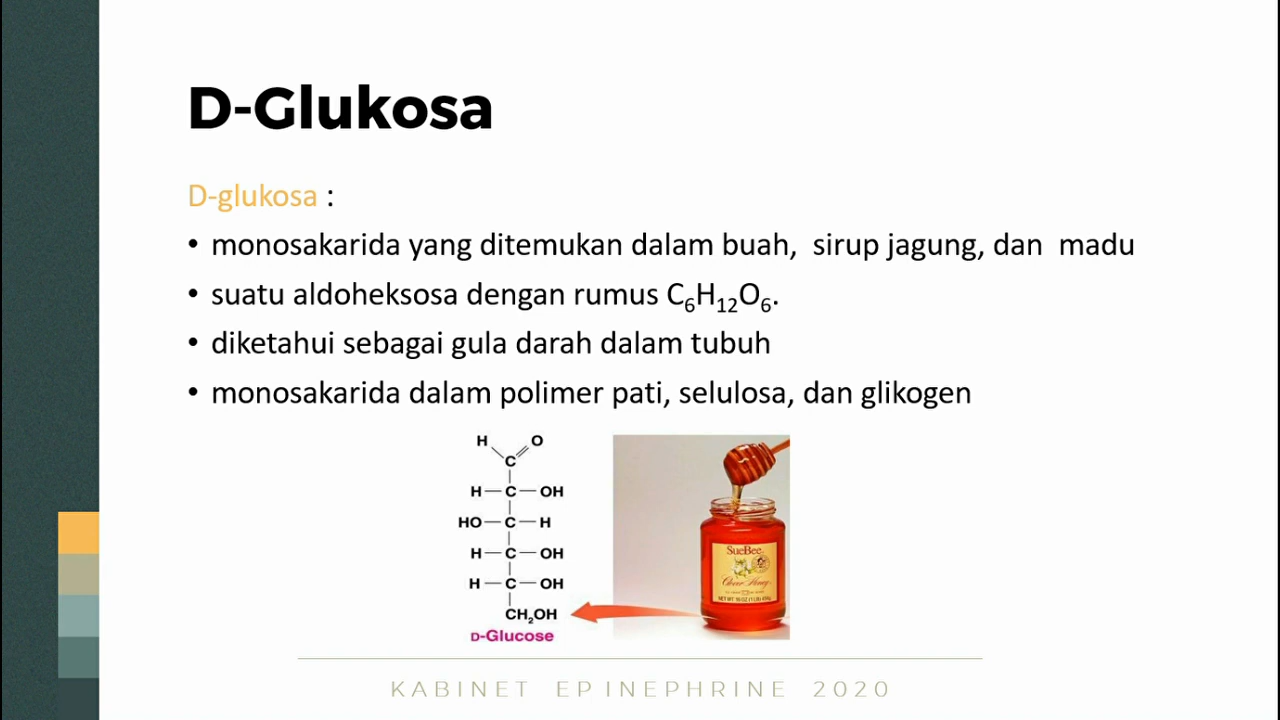 D-Glukosa
D-glukosa :
• monosakarida yang ditemukan dalam buah, sirup jagung, dan madu
• suatu aldoheksosa dengan rumus C₆H₁₂O₆.
• diketahui sebagai gula darah dalam tubuh
• monosakarida dalam polimer pati, selulosa, dan glikogen
H O
C
H—C—OH
HO—C—H
H—C—OH
H—C—OH
CH₂OH
D-Glucose
SueBee
Clover Honey
KABINET EPINEPHRINE 2020